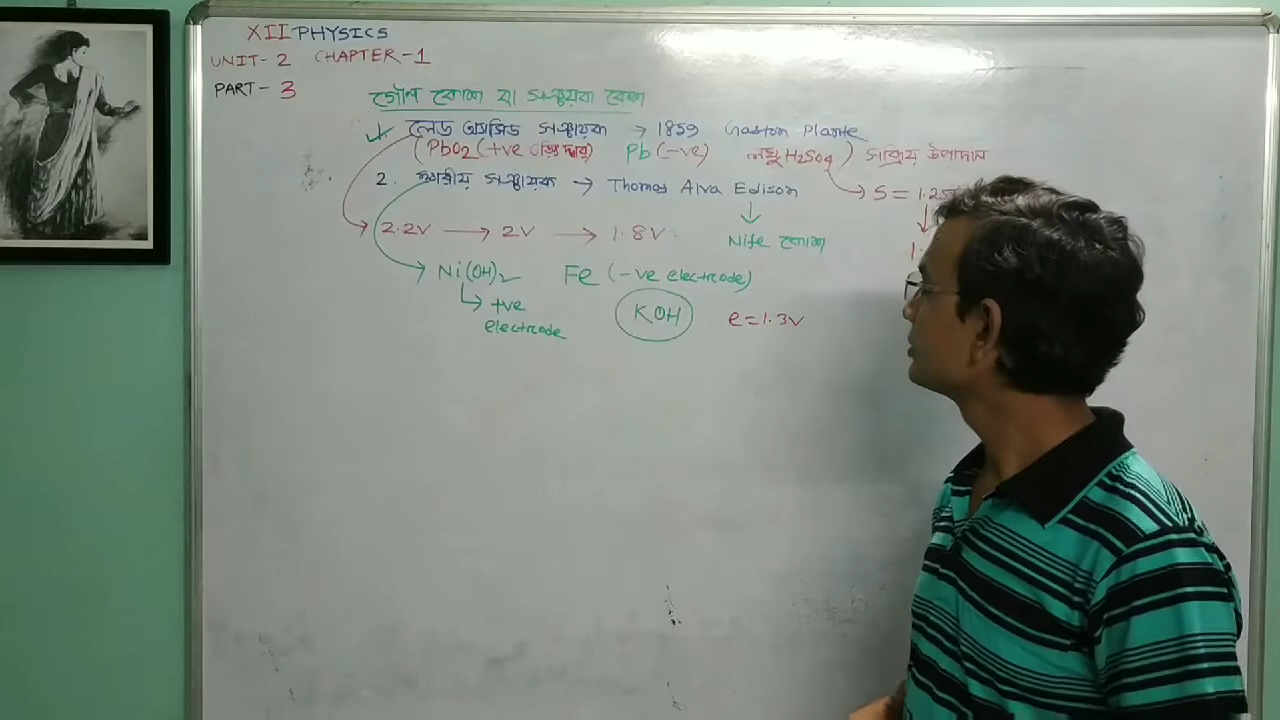 XII PHYSICS
UNIT-2 CHAPTER-1
PART-3
গৌন কোশ বা সঞ্চয়ক কোশ
লেড অ্যাসিড সঞ্চায়ক → 1859 Gaston Plante
(PbO2 (+ve তড়িদ্দ্বার) Pb (-ve) লঘু H2SO4) সক্রিয় উপাদান
2. ক্ষারীয় সঞ্চায়ক → Thomas Alva Edison → S = 1.25
2.2V → 2V → 1.8V Nife কোশ 1.
Ni(OH)2 Fe (-ve electrode)
+ve KOH e=1.3v
electrode